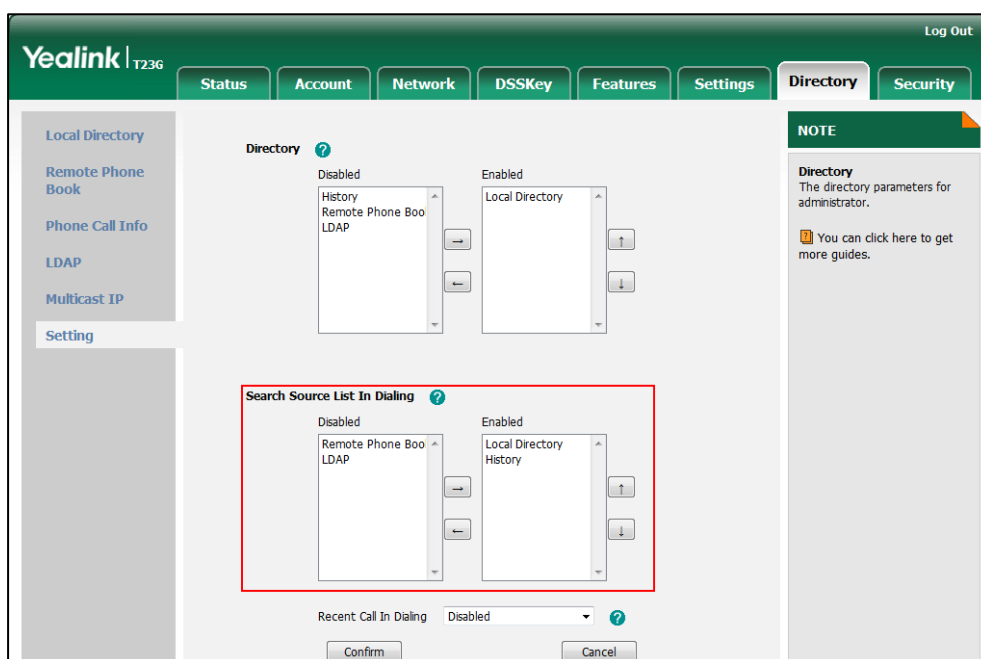 Log Out
Yealink T23G
Status Account Network DSSKey Features Settings Directory Security
Local Directory
Remote Phone
Book
Phone Call Info
LDAP
Multicast IP
Setting
Directory ?
Disabled Enabled
History
Remote Phone Boo
LDAP
→
←
Local Directory
↑
↓
Search Source List In Dialing ?
Disabled Enabled
Remote Phone Boo
LDAP
→
←
Local Directory
History
↑
↓
Recent Call In Dialing Disabled ?
Confirm Cancel
NOTE
Directory
The directory parameters for
administrator.
? You can click here to get
more guides.